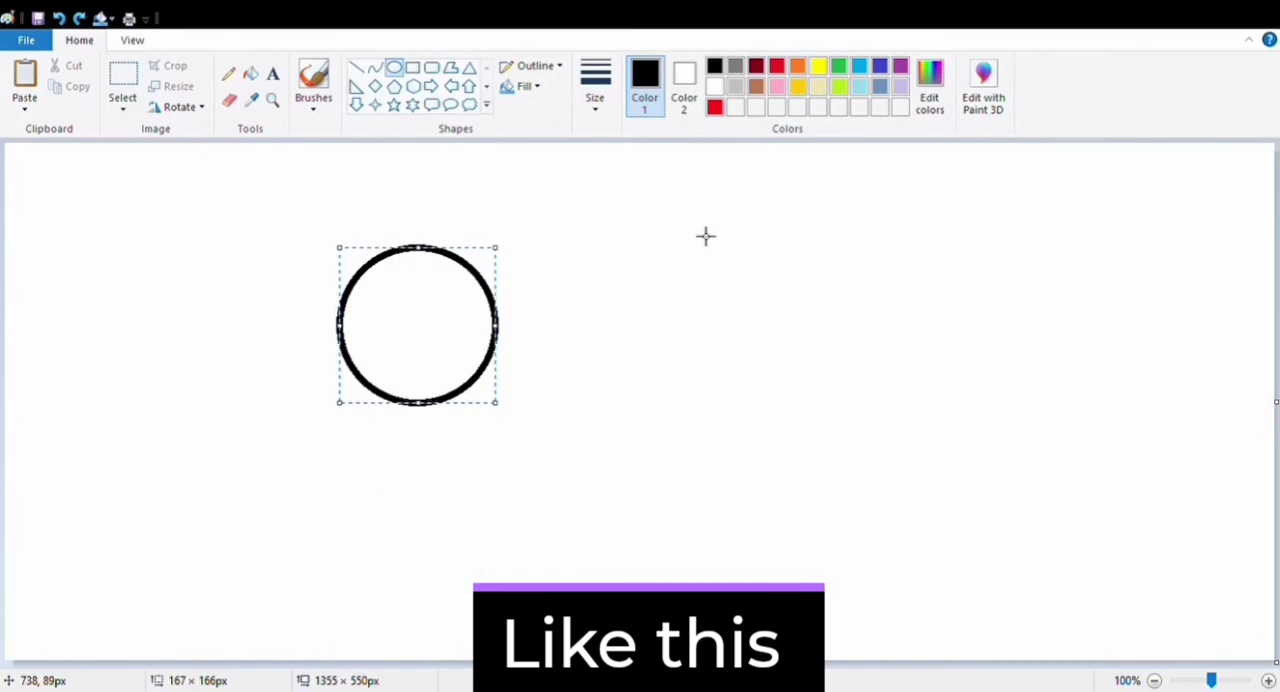 File Home View
Paste
Cut
Copy
Clipboard
Select
Crop
Resize
Rotate
Image
A
Tools
Brushes
Shapes
Outline
Fill
Size
Color
1
Color
2
Edit
colors
Colors
Edit with
Paint 3D
Like this
738, 89px
167 × 166px
1355 × 550px
100%